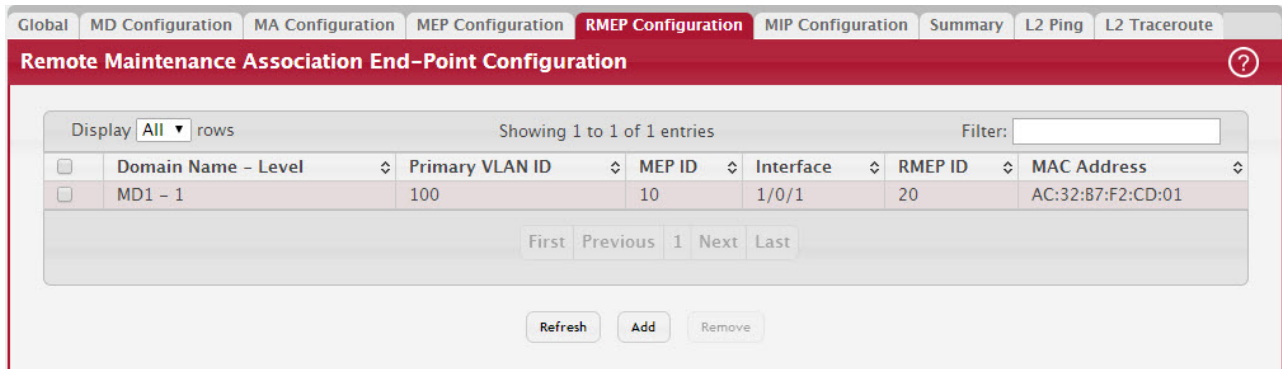 Global MD Configuration MA Configuration MEP Configuration RMEP Configuration MIP Configuration Summary L2 Ping L2 Traceroute
Remote Maintenance Association End-Point Configuration ?
Display All rows Showing 1 to 1 of 1 entries Filter:
Domain Name - Level Primary VLAN ID MEP ID Interface RMEP ID MAC Address
MD1 - 1 100 10 1/0/1 20 AC:32:B7:F2:CD:01
First Previous 1 Next Last
Refresh Add Remove